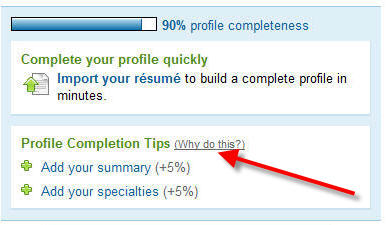 90% profile completeness
Complete your profile quickly
Import your résumé to build a complete profile in
minutes.
Profile Completion Tips (Why do this?)
Add your summary (+5%)
Add your specialties (+5%)